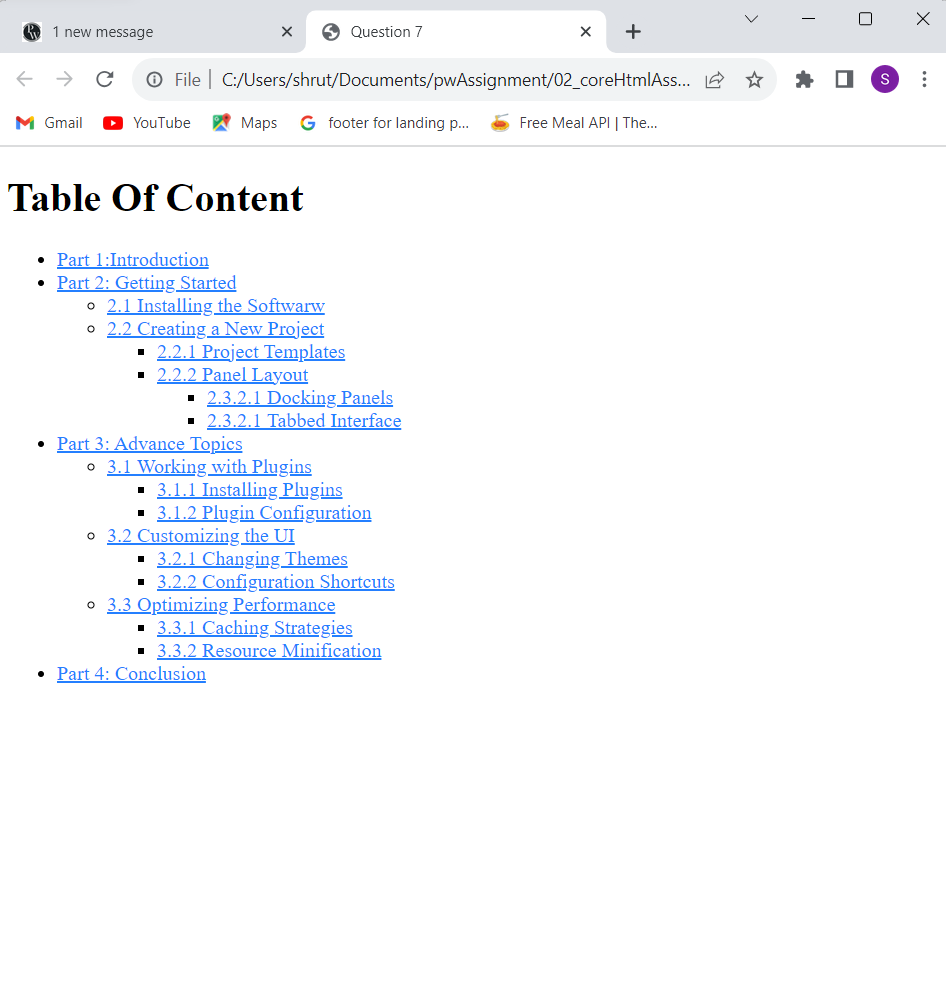 1 new message
Question 7
File
C:/Users/shrut/Documents/pwAssignment/02_coreHtmlAss...
S
Gmail
YouTube
Maps
footer for landing p...
Free Meal API | The...
Table Of Content
Part 1:Introduction
Part 2: Getting Started
2.1 Installing the Softwarw
2.2 Creating a New Project
2.2.1 Project Templates
2.2.2 Panel Layout
2.3.2.1 Docking Panels
2.3.2.1 Tabbed Interface
Part 3: Advance Topics
3.1 Working with Plugins
3.1.1 Installing Plugins
3.1.2 Plugin Configuration
3.2 Customizing the UI
3.2.1 Changing Themes
3.2.2 Configuration Shortcuts
3.3 Optimizing Performance
3.3.1 Caching Strategies
3.3.2 Resource Minification
Part 4: Conclusion